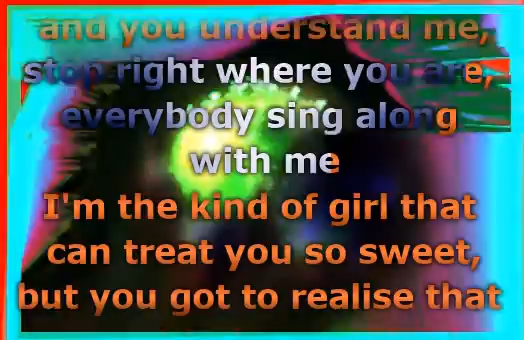 and you understand me,
stop right where you are,
everybody sing along
with me
I'm the kind of girl that
can treat you so sweet,
but you got to realise that